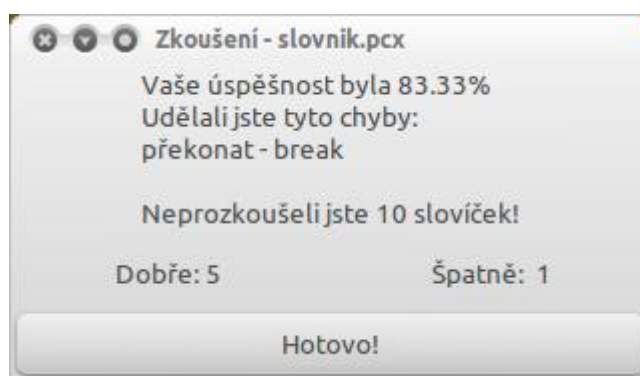 Zkoušení - slovnik.pcx
Vaše úspěšnost byla 83.33%
Udělali jste tyto chyby:
překonat - break
Neprozkoušeli jste 10 slovíček!
Dobře: 5 Špatně: 1
Hotovo!